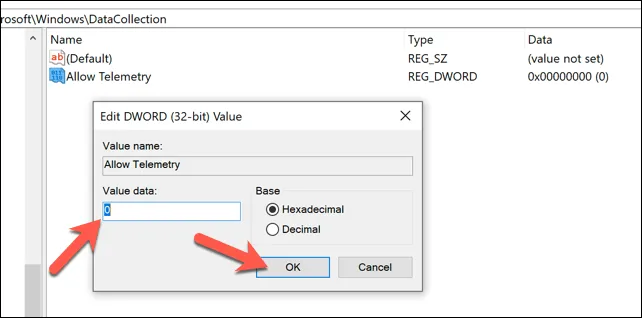 rosoft\Windows\DataCollection
Name Type Data
ab (Default) REG_SZ (value not set)
Allow Telemetry REG_DWORD 0x00000000 (0)
Edit DWORD (32-bit) Value
Value name:
Allow Telemetry
Value data: Base
0 Hexadecimal
Decimal
OK Cancel